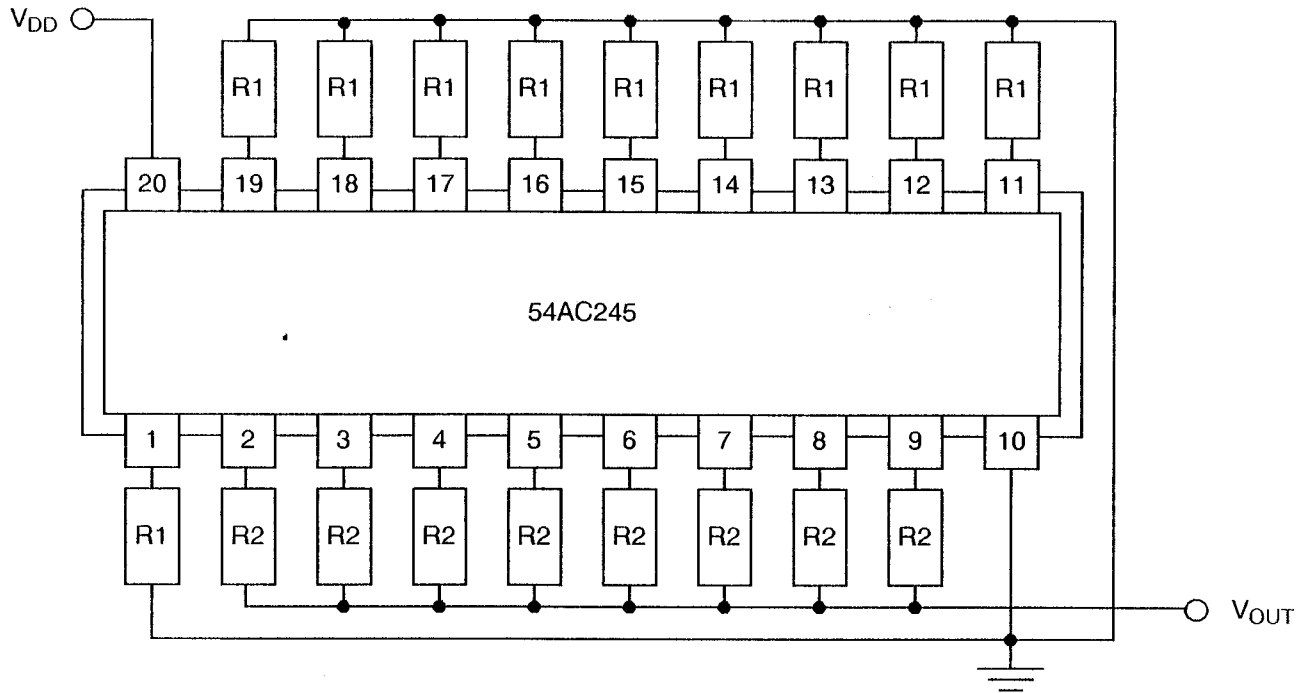 V_DD
R1 R1 R1 R1 R1 R1 R1 R1 R1
20 19 18 17 16 15 14 13 12 11
54AC245
1 2 3 4 5 6 7 8 9 10
R1 R2 R2 R2 R2 R2 R2 R2 R2
V_OUT